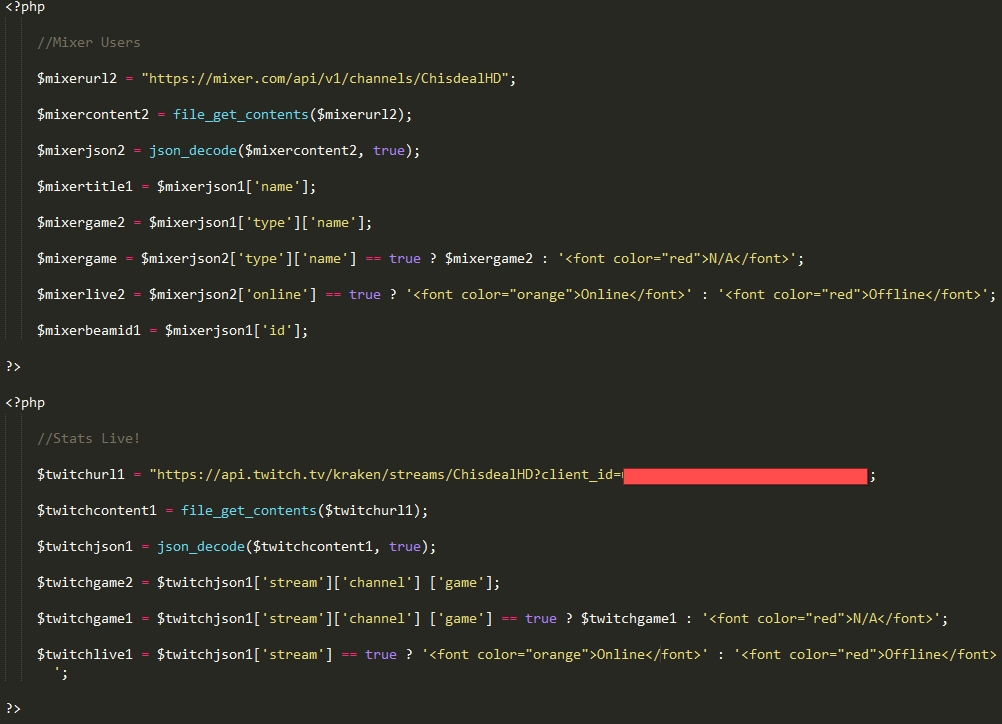 <?php
//Mixer Users
$mixerurl2 = "https://mixer.com/api/v1/channels/ChisdealHD";
$mixercontent2 = file_get_contents($mixerurl2);
$mixerjson2 = json_decode($mixercontent2, true);
$mixertitle1 = $mixerjson1['name'];
$mixergame2 = $mixerjson1['type']['name'];
$mixergame = $mixerjson2['type']['name'] == true ? $mixergame2 : '<font color="red">N/A</font>';
$mixerlive2 = $mixerjson2['online'] == true ? '<font color="orange">Online</font>' : '<font color="red">Offline</font>';
$mixerbeamid1 = $mixerjson1['id'];
?>
<?php
//Stats Live!
$twitchurl1 = "https://api.twitch.tv/kraken/streams/ChisdealHD?client_id= ;
$twitchcontent1 = file_get_contents($twitchurl1);
$twitchjson1 = json_decode($twitchcontent1, true);
$twitchgame2 = $twitchjson1['stream']['channel'] ['game'];
$twitchgame1 = $twitchjson1['stream']['channel'] ['game'] == true ? $twitchgame1 : '<font color="red">N/A</font>';
$twitchlive1 = $twitchjson1['stream'] == true ? '<font color="orange">Online</font>' : '<font color="red">Offline</font>
';
?>